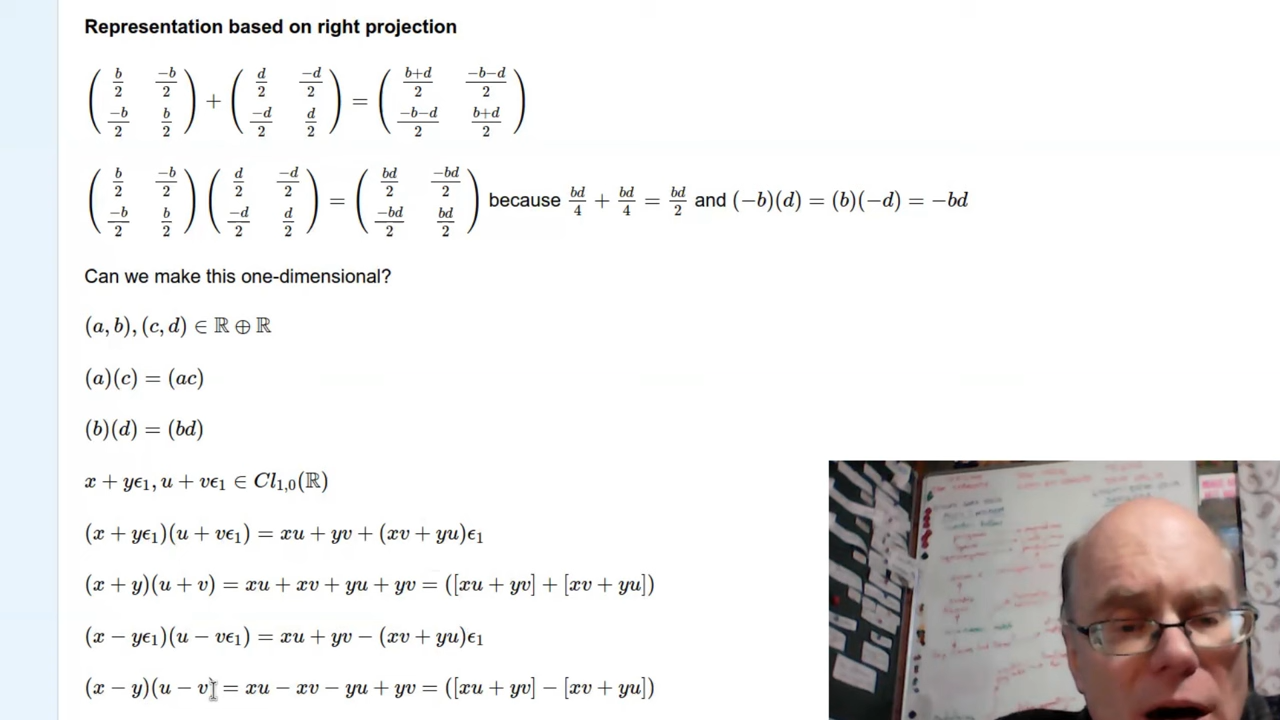 Representation based on right projection
(b/2 −b/2; −b/2 b/2) + (d/2 −d/2; −d/2 d/2) = (b+d/2 −b−d/2; −b−d/2 b+d/2)
(b/2 −b/2; −b/2 b/2)(d/2 −d/2; −d/2 d/2) = (bd/2 −bd/2; −bd/2 bd/2) because bd/4 + bd/4 = bd/2 and (−b)(d) = (b)(−d) = −bd
Can we make this one-dimensional?
(a, b), (c, d) ∈ ℝ ⊕ ℝ
(a)(c) = (ac)
(b)(d) = (bd)
x + yϵ₁, u + vϵ₁ ∈ Cl₁,₀(ℝ)
(x + yϵ₁)(u + vϵ₁) = xu + yv + (xv + yu)ϵ₁
(x + y)(u + v) = xu + xv + yu + yv = ([xu + yv] + [xv + yu])
(x − yϵ₁)(u − vϵ₁) = xu + yv − (xv + yu)ϵ₁
(x − y)(u − v) = xu − xv − yu + yv = ([xu + yv] − [xv + yu])